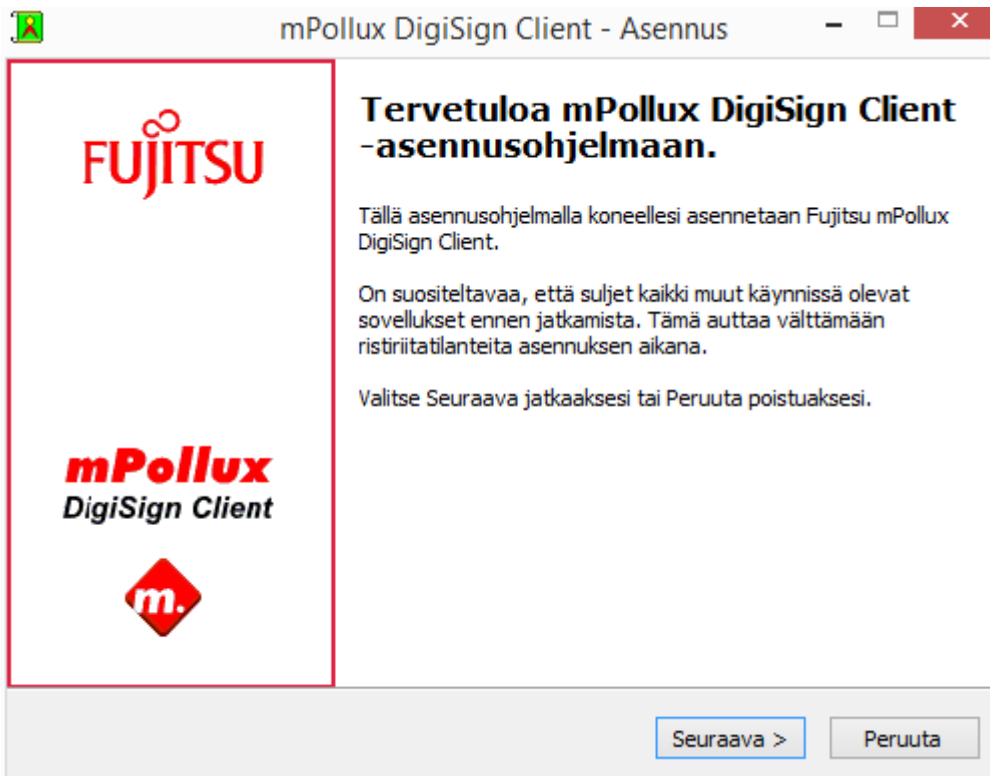 mPollux DigiSign Client - Asennus
FUJITSU
Tervetuloa mPollux DigiSign Client
-asennusohjelmaan.
Tällä asennusohjelmalla koneellesi asennetaan Fujitsu mPollux
DigiSign Client.
On suositeltavaa, että suljet kaikki muut käynnissä olevat
sovellukset ennen jatkamista. Tämä auttaa välttämään
ristiriitatilanteita asennuksen aikana.
Valitse Seuraava jatkaaksesi tai Peruuta poistuaksesi.
mPollux
DigiSign Client
m.
Seuraava >
Peruuta